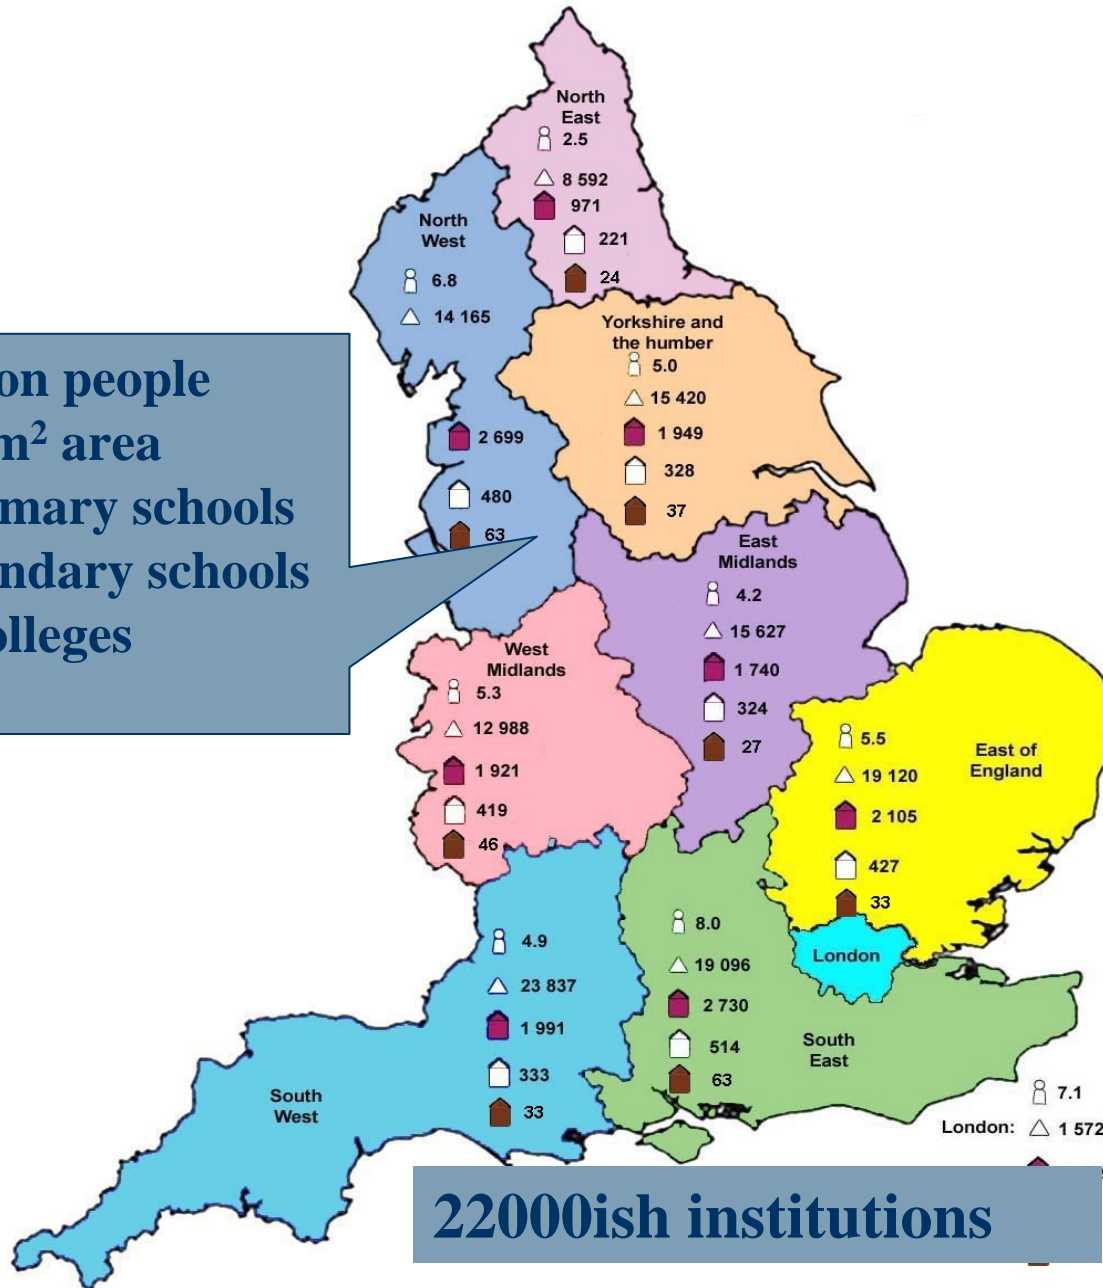 North
East
2.5
8 592
971
221
24
North
West
6.8
14 165
2 699
480
63
Yorkshire and
the humber
5.0
15 420
1 949
328
37
on people
m² area
mary schools
ndary schools
olleges
East
Midlands
4.2
15 627
1 740
324
27
West
Midlands
5.3
12 988
1 921
419
46
East of
England
5.5
19 120
2 105
427
33
London
South
West
4.9
23 837
1 991
333
33
South
East
8.0
19 096
2 730
514
63
7.1
London: 1 572
22000ish institutions